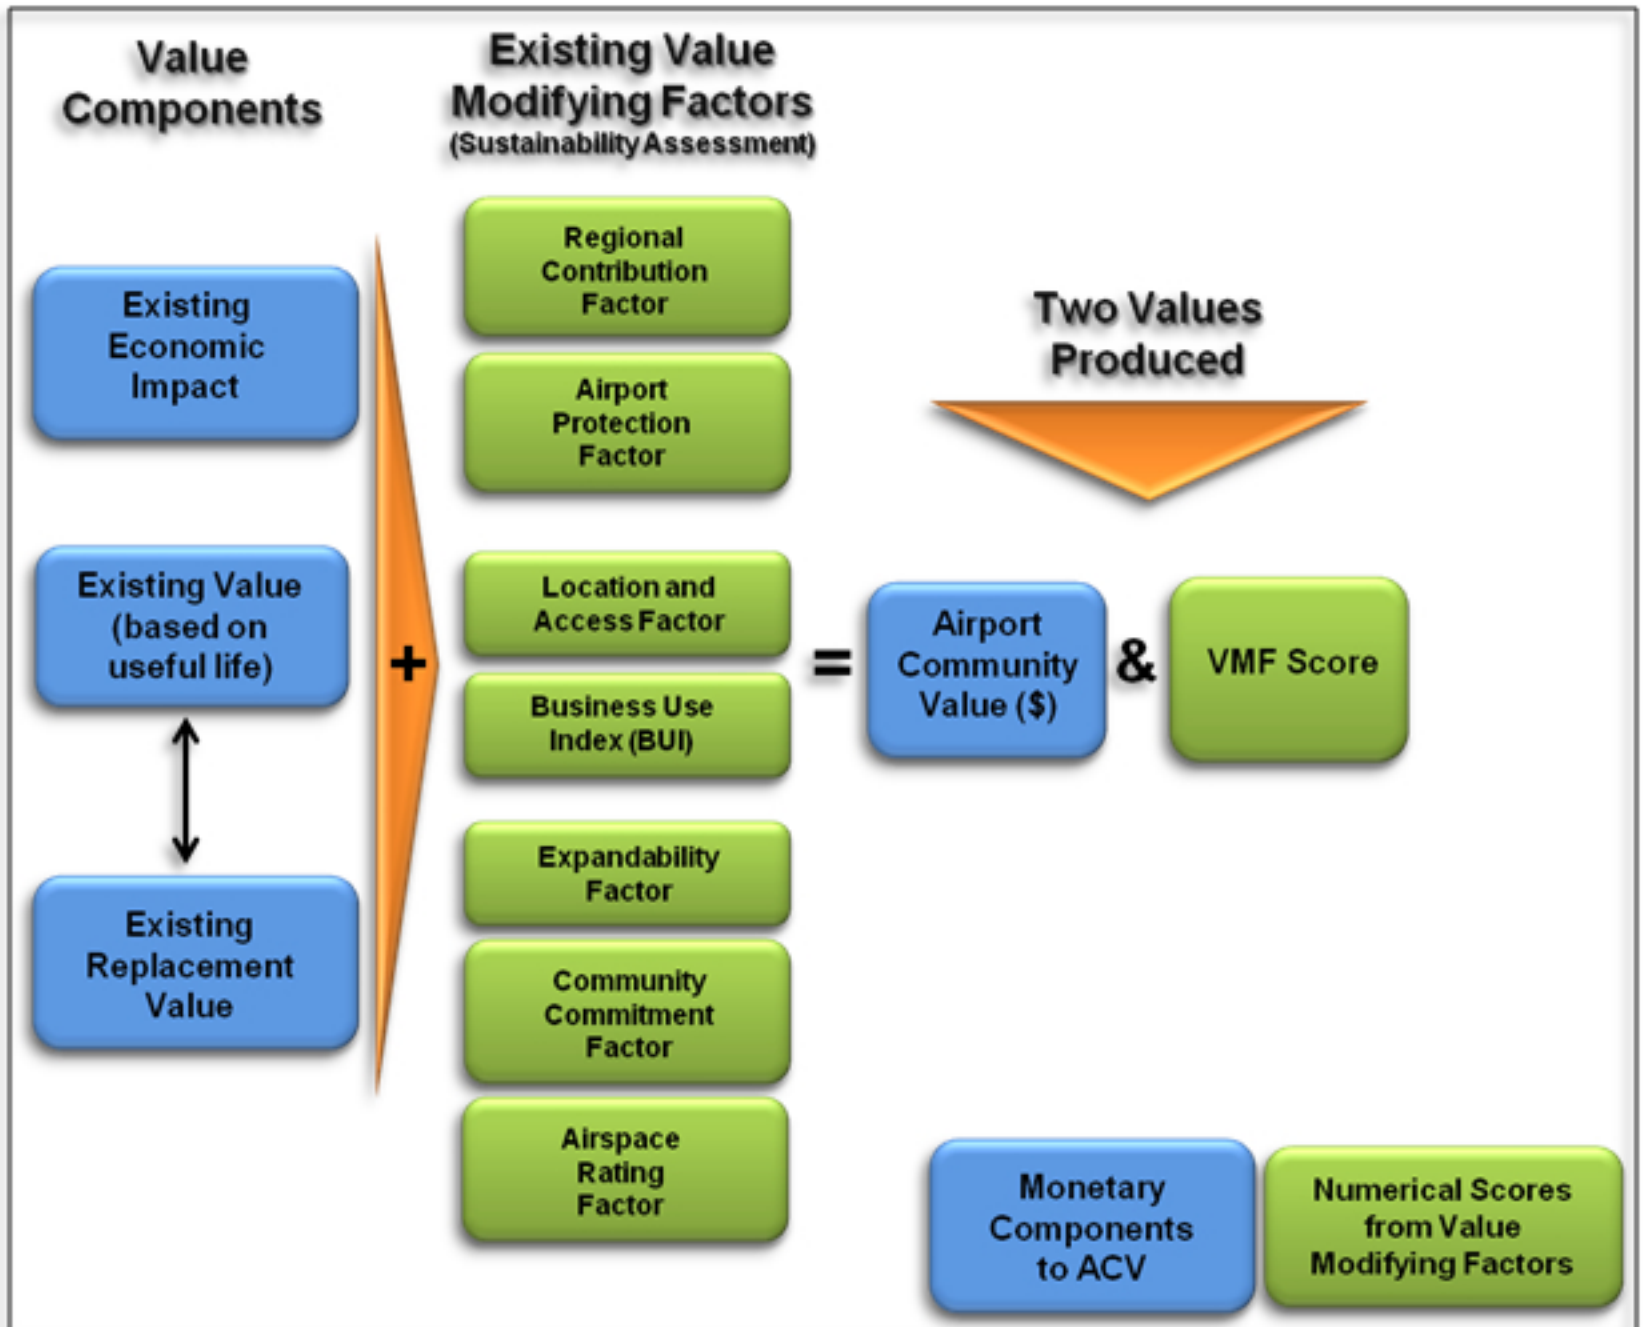 Value
Components
Existing Value
Modifying Factors
(Sustainability Assessment)
Existing
Economic
Impact
Existing Value
(based on
useful life)
Existing
Replacement
Value
+
Regional
Contribution
Factor
Airport
Protection
Factor
Location and
Access Factor
Business Use
Index (BUI)
Expandability
Factor
Community
Commitment
Factor
Airspace
Rating
Factor
=
Two Values
Produced
Airport
Community
Value ($)
&
VMF Score
Monetary
Components
to ACV
Numerical Scores
from Value
Modifying Factors